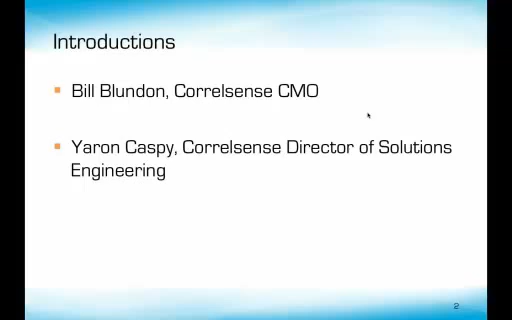 Introductions
Bill Blundon, Correlsense CMO
Yaron Caspy, Correlsense Director of Solutions
Engineering
2